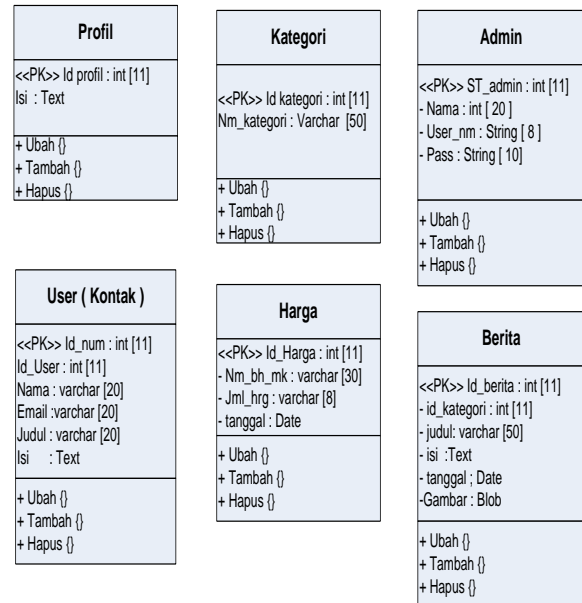 Profil
<<PK>> Id profil : int [11]
Isi : Text
+ Ubah {}
+ Tambah {}
+ Hapus {}
Kategori
<<PK>> Id kategori : int [11]
Nm_kategori : Varchar [50]
+ Ubah {}
+ Tambah {}
+ Hapus {}
Admin
<<PK>> ST_admin : int [11]
- Nama : int [ 20 ]
- User_nm : String [ 8 ]
- Pass : String [ 10]
+ Ubah {}
+ Tambah {}
+ Hapus {}
User ( Kontak )
<<PK>> Id_num : int [11]
Id_User : int [11]
Nama : varchar [20]
Email :varchar [20]
Judul : varchar [20]
Isi : Text
+ Ubah {}
+ Tambah {}
+ Hapus {}
Harga
<<PK>> Id_Harga : int [11]
- Nm_bh_mk : varchar [30]
- Jml_hrg : varchar [8]
- tanggal : Date
+ Ubah {}
+ Tambah {}
+ Hapus {}
Berita
<<PK>> Id_berita : int [11]
- id_kategori : int [11]
- judul: varchar [50]
- isi :Text
- tanggal ; Date
-Gambar : Blob
+ Ubah {}
+ Tambah {}
+ Hapus {}